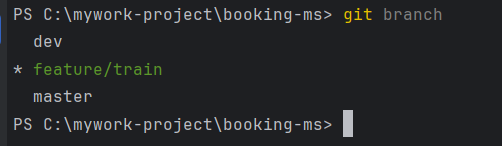 PS C:\mywork-project\booking-ms> git branch
  dev
* feature/train
  master
PS C:\mywork-project\booking-ms>